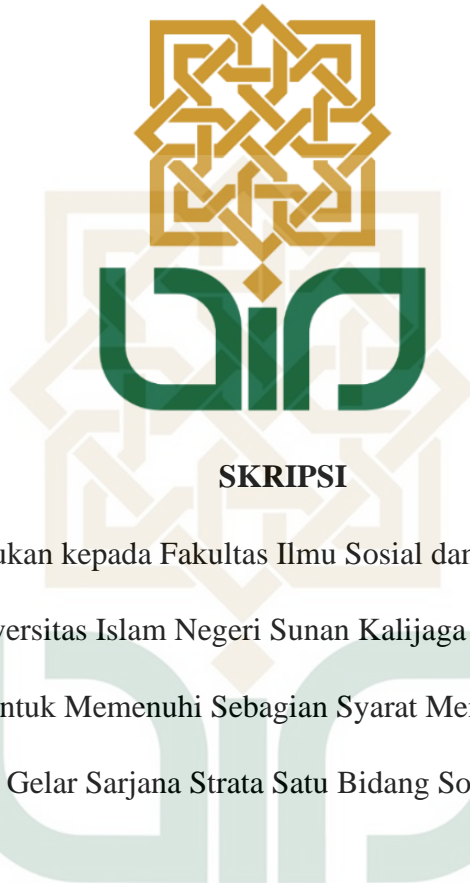 uin
SKRIPSI
ukan kepada Fakultas Ilmu Sosial dan
versitas Islam Negeri Sunan Kalijaga
ntuk Memenuhi Sebagian Syarat Me
Gelar Sarjana Strata Satu Bidang So